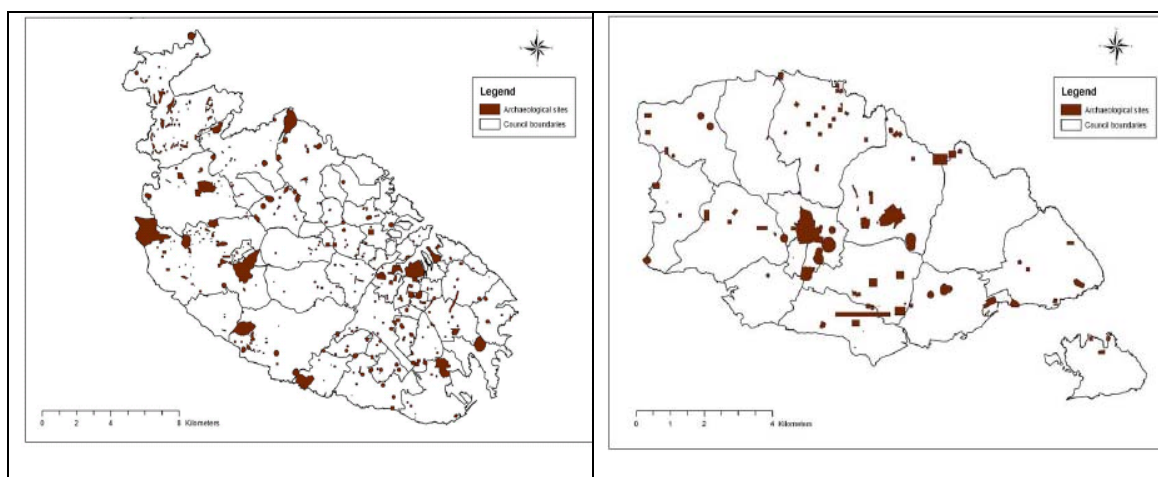 Legend
Archaeological sites
Council boundaries
0 2 4 8 Kilometers
Legend
Archaeological sites
Council boundaries
0 1 2 4 Kilometers